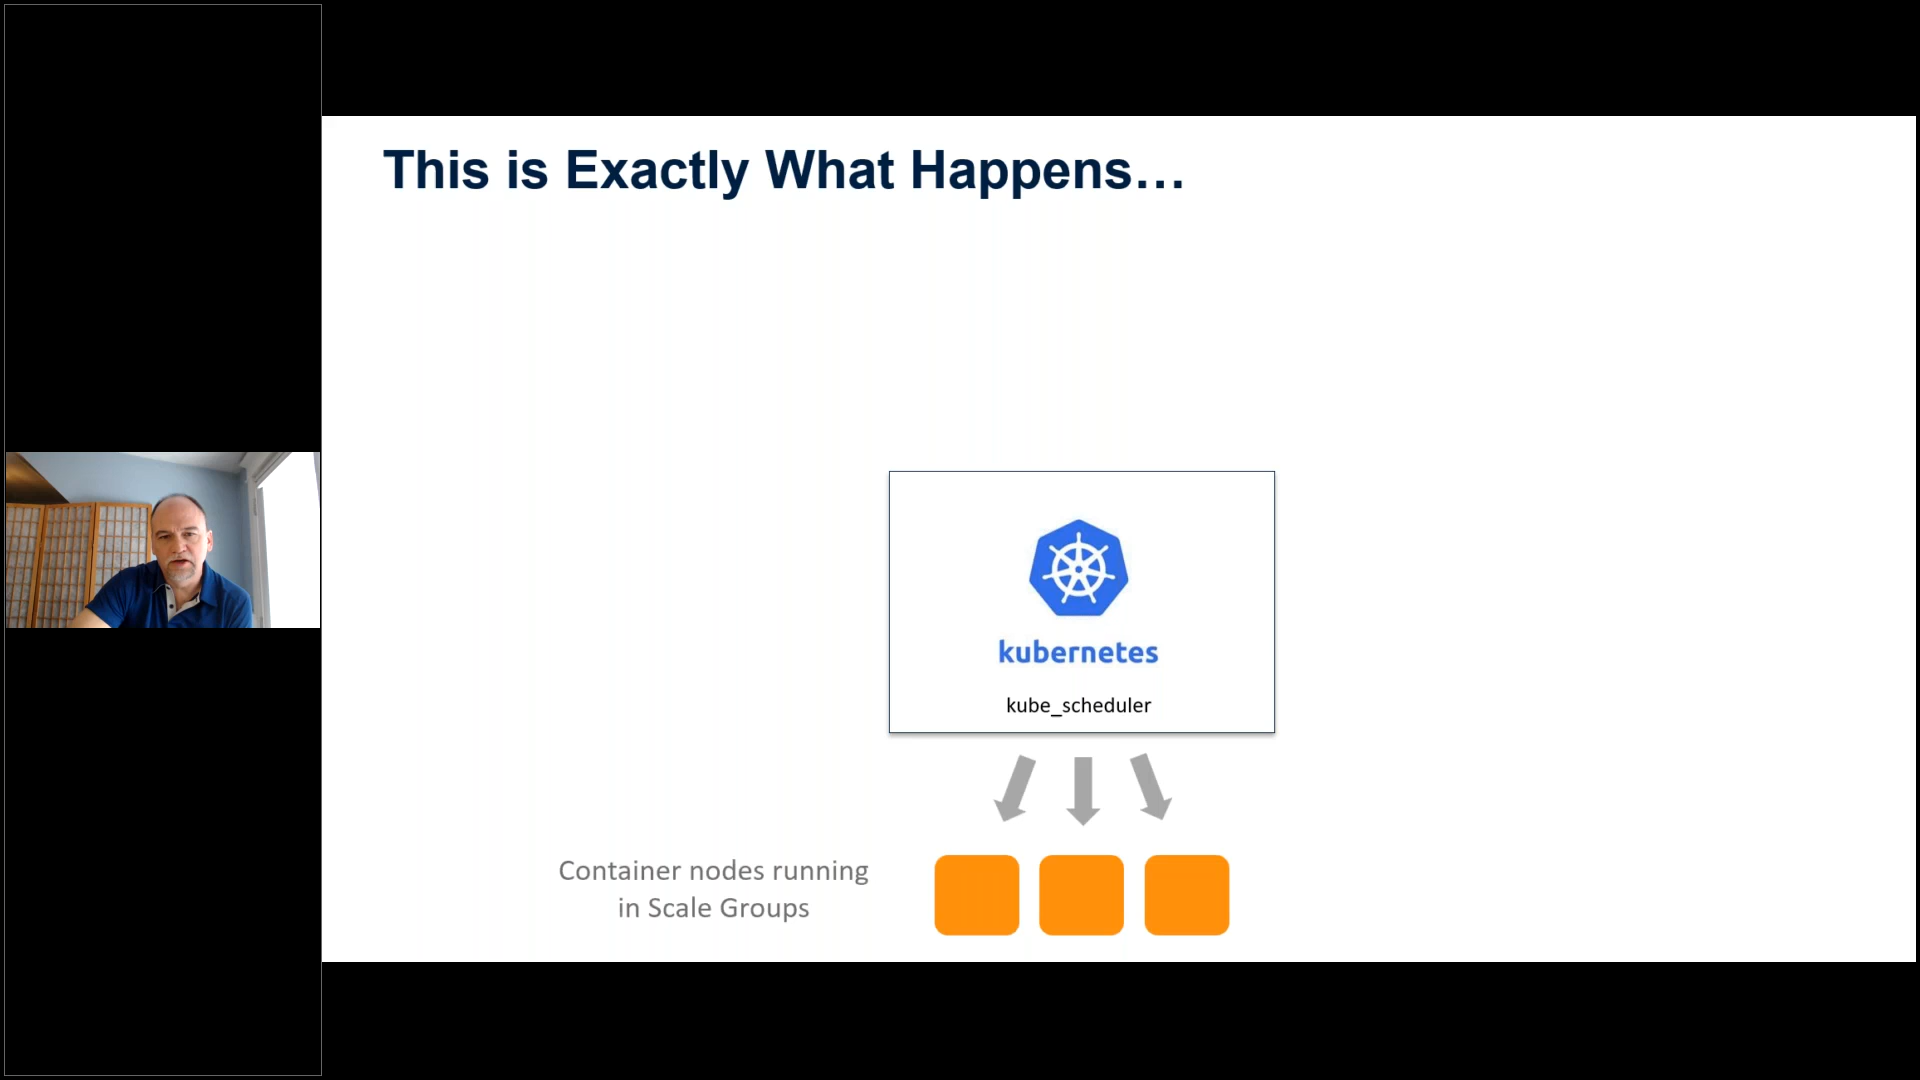 This is Exactly What Happens…
kubernetes
kube_scheduler
Container nodes running
in Scale Groups